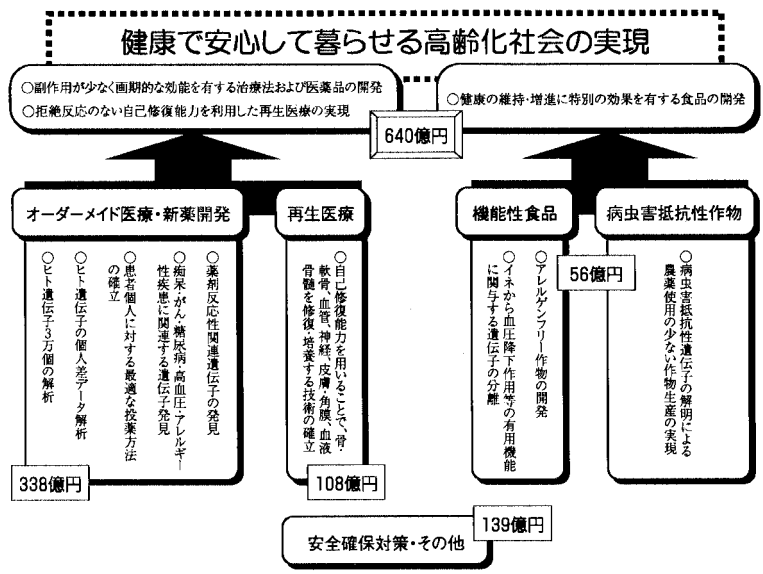 健康で安心して暮らせる高齢化社会の実現
○副作用が少なく画期的な効能を有する治療法および医薬品の開発
○拒絶反応のない自己修復能力を利用した再生医療の実現
○健康の維持・増進に特別の効果を有する食品の開発
640億円
オーダーメイド医療・新薬開発
○薬剤反応性関連遺伝子の発見
○痴呆・がん・糖尿病・高血圧・アレルギー
性疾患に関連する遺伝子発見
○患者個人に対する最適な投薬方法
の確立
○ヒト遺伝子の個人差データ解析
○ヒト遺伝子3万個の解析
338億円
再生医療
○自己修復能力を用いることで、骨・
軟骨、血管、神経、皮膚・角膜、血液
骨髄を修復・培養する技術の確立
108億円
機能性食品
○アレルゲンフリー作物の開発
○イネから血圧降下作用等の有用機能
に関与する遺伝子の分離
56億円
病虫害抵抗性作物
○病虫害抵抗性遺伝子の解明による
農薬使用の少ない作物生産の実現
139億円
安全確保対策・その他